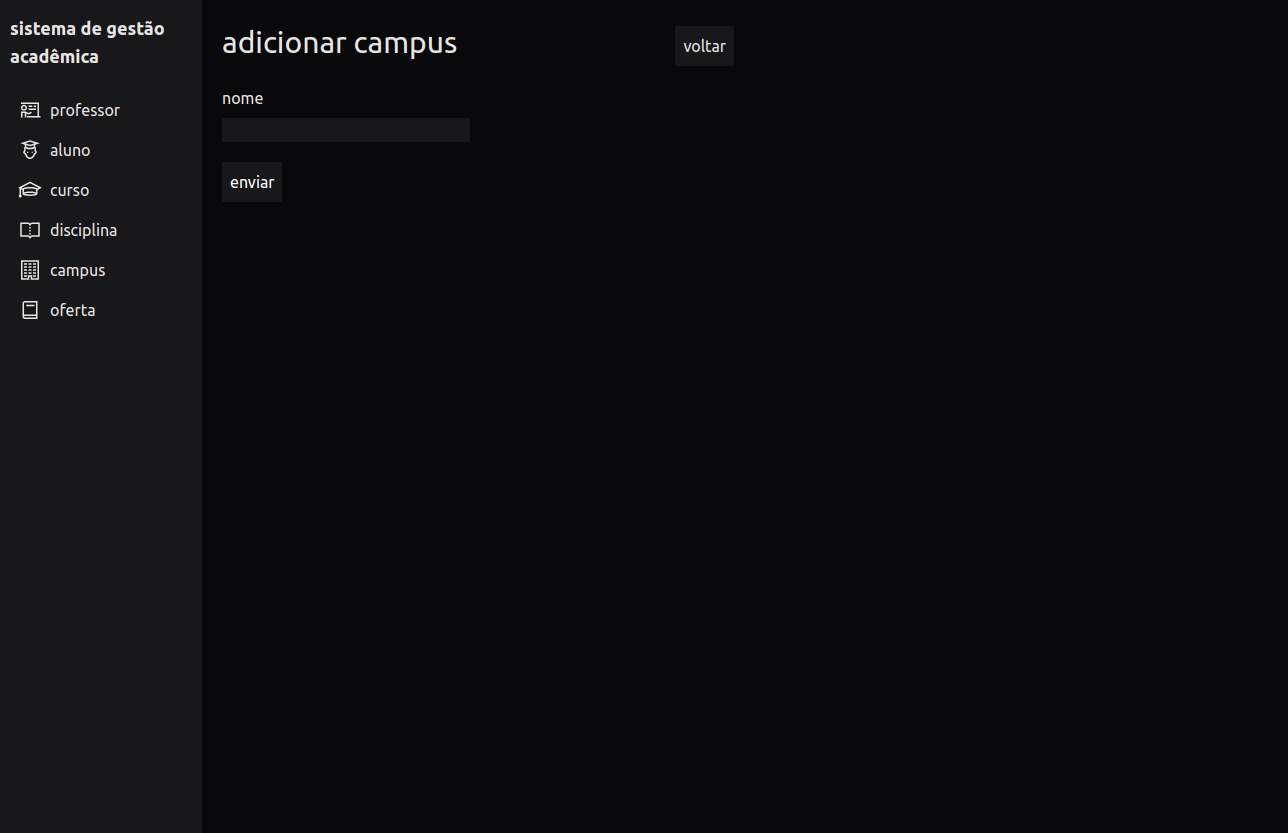 sistema de gestão
acadêmica
professor
aluno
curso
disciplina
campus
oferta
adicionar campus
voltar
nome
enviar